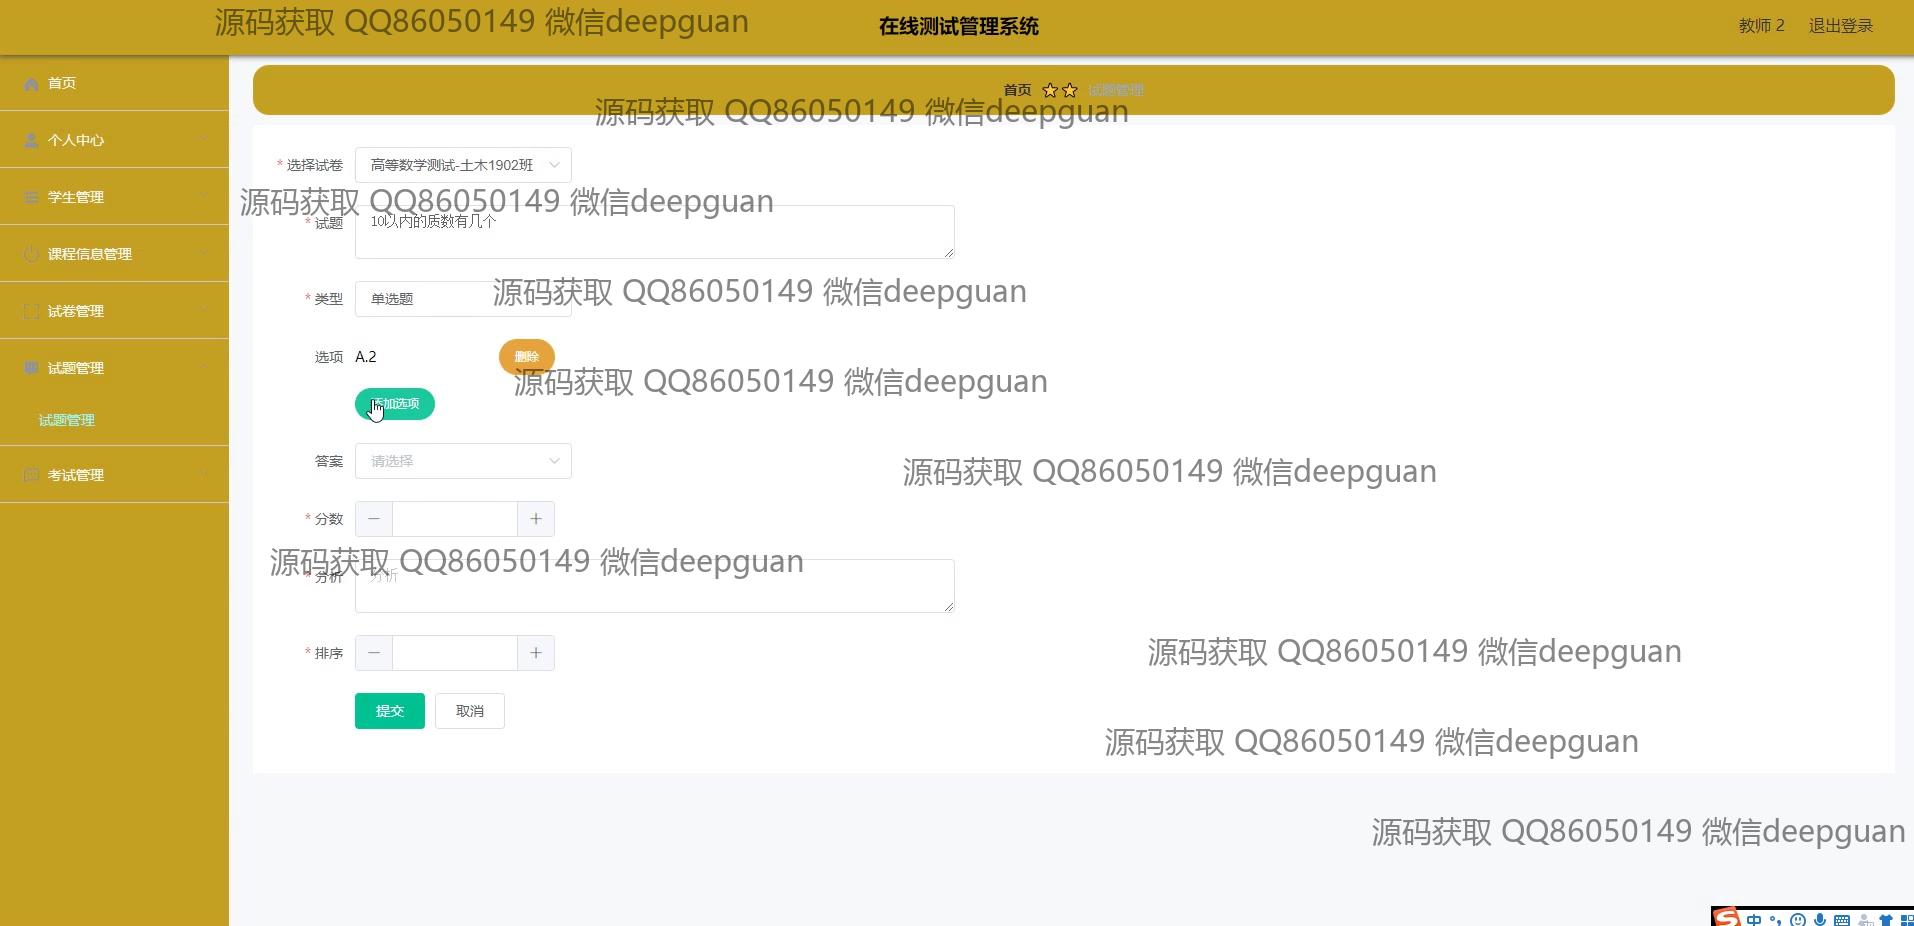 源码获取 QQ86050149 微信deepguan
在线测试管理系统
教师 2 退出登录
首页
个人中心
学生管理
课程信息管理
试卷管理
试题管理
试题管理
考试管理
首页 试题管理
源码获取 QQ86050149 微信deepguan
* 选择试卷 高等数学测试-土木1902班
源码获取 QQ86050149 微信deepguan
* 试题 10以内的质数有几个
源码获取 QQ86050149 微信deepguan
* 类型 单选题
选项 A.2 删除
源码获取 QQ86050149 微信deepguan
添加选项
答案 请选择
源码获取 QQ86050149 微信deepguan
* 分数
源码获取 QQ86050149 微信deepguan
* 分析 分析
* 排序
源码获取 QQ86050149 微信deepguan
提交 取消
源码获取 QQ86050149 微信deepguan
源码获取 QQ86050149 微信deepguan
中